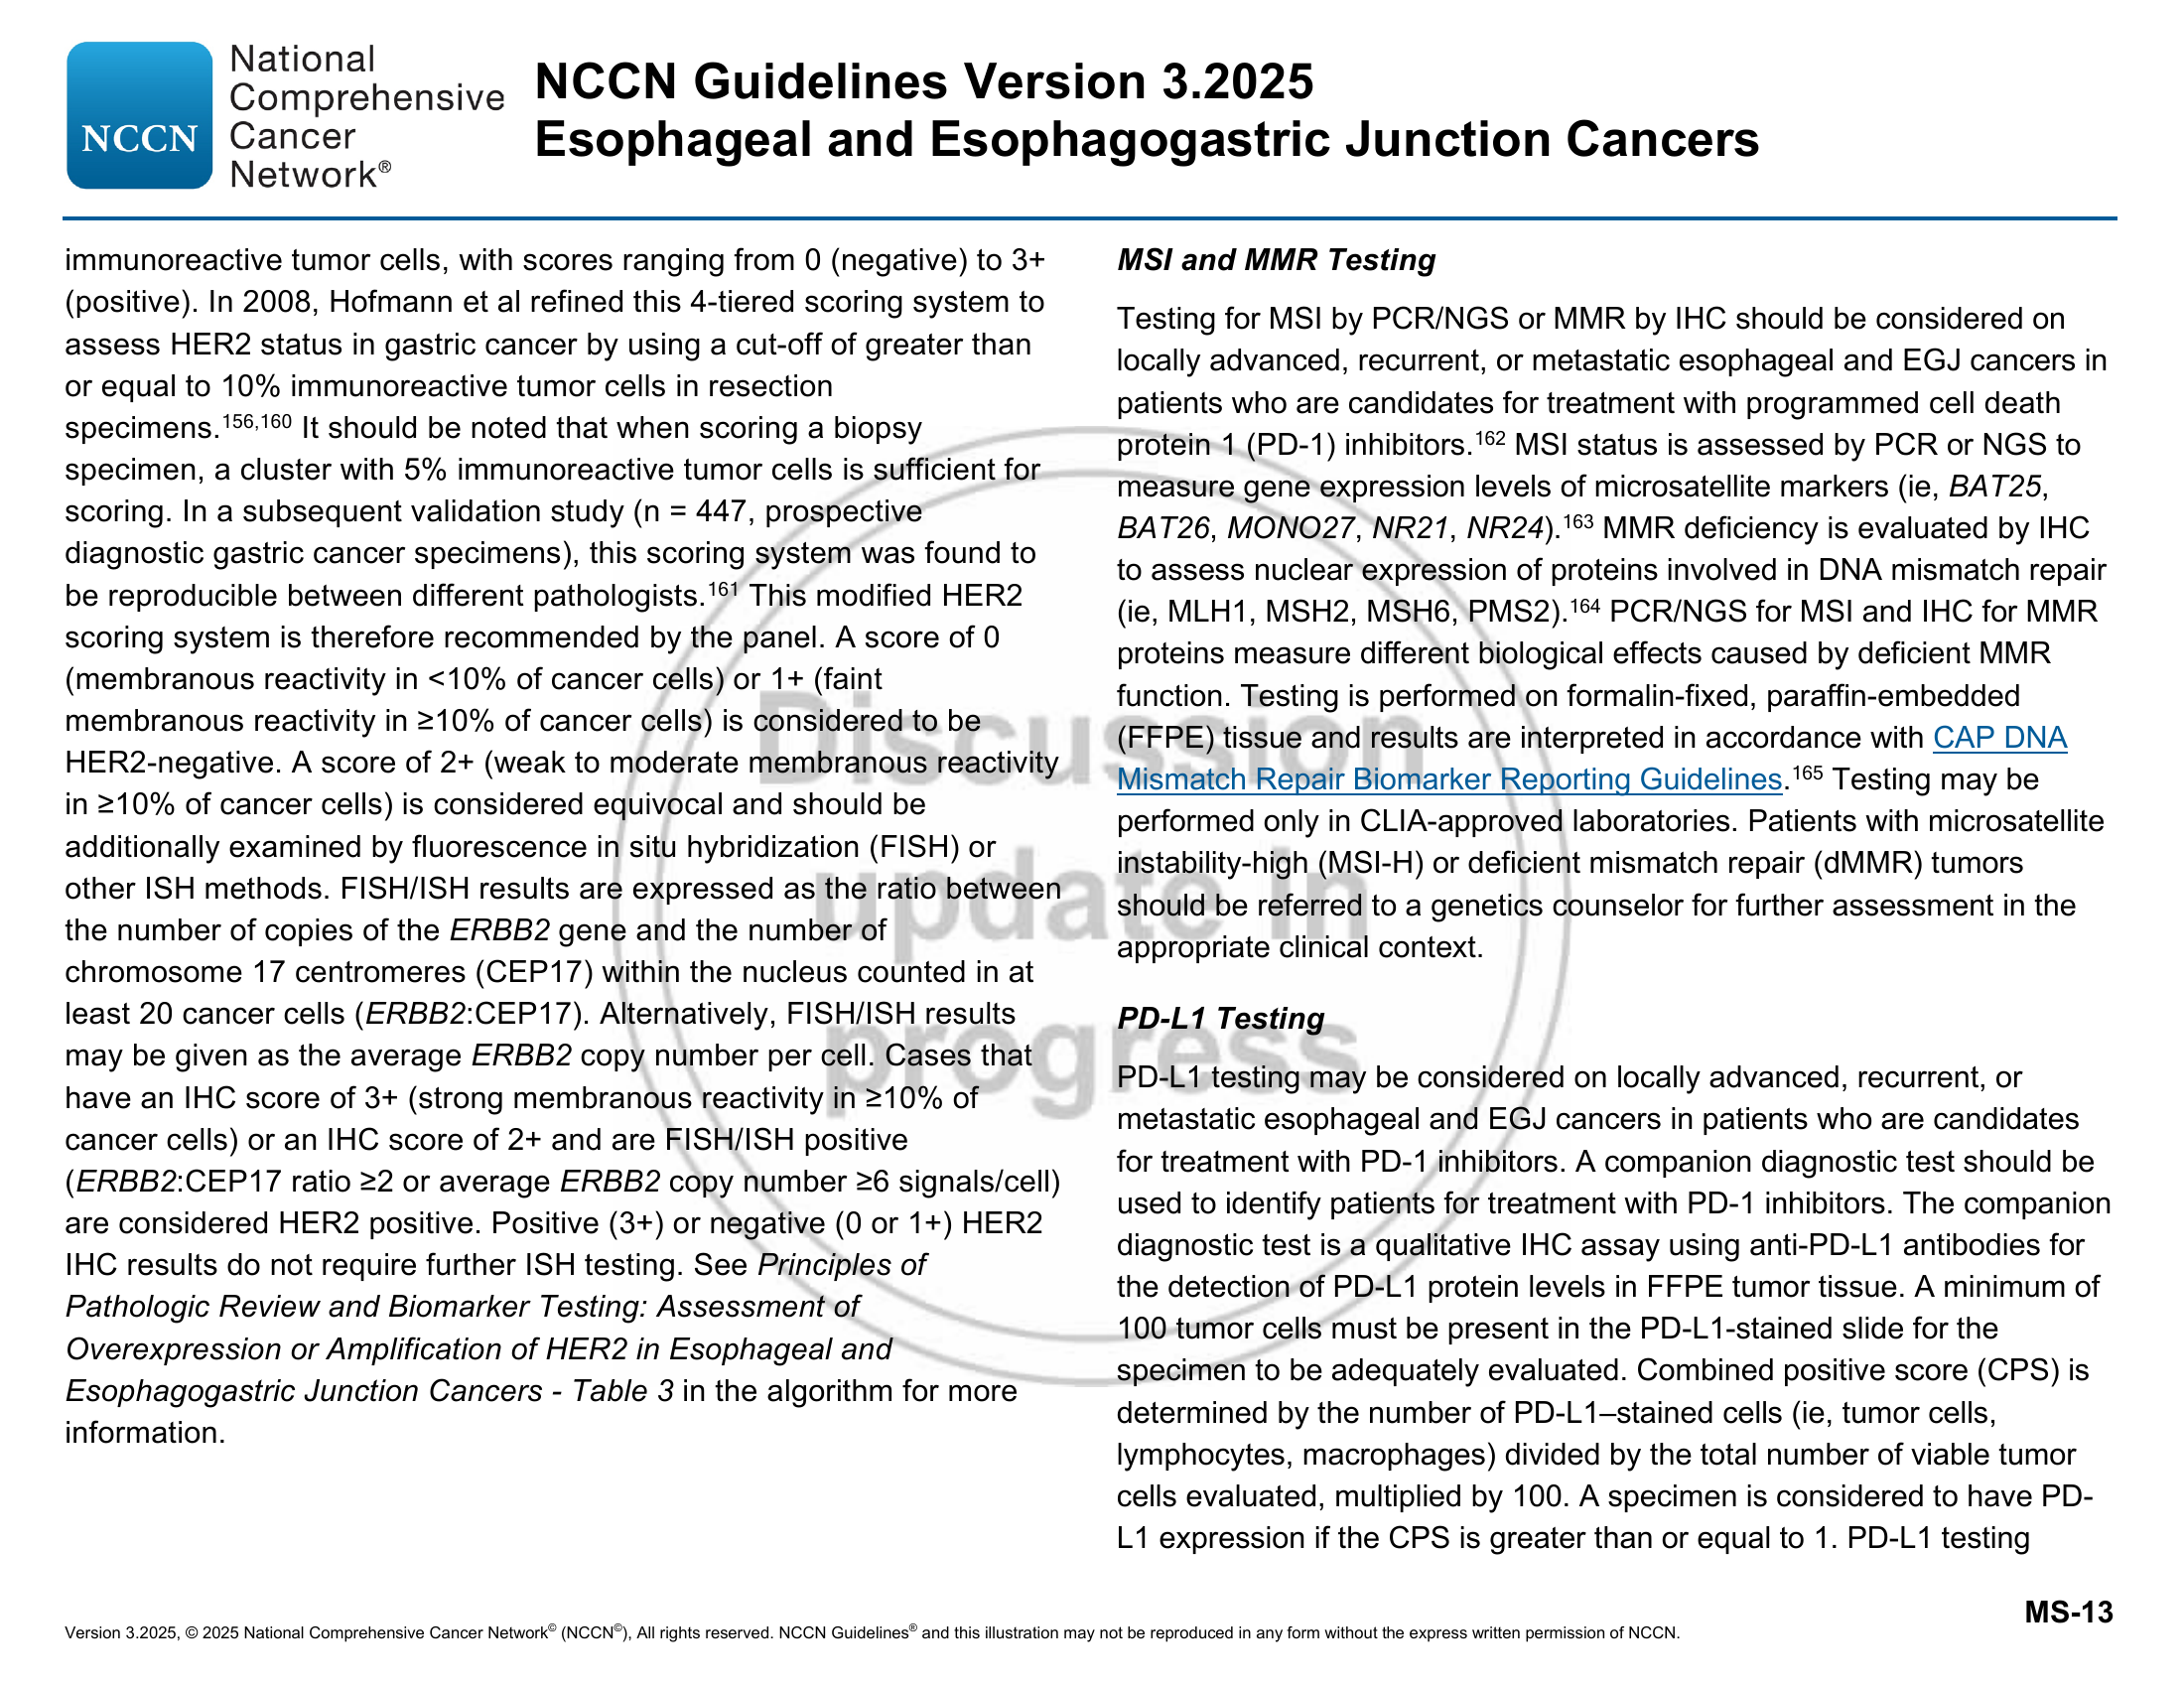 National
Comprehensive
NCCN Cancer
Network®
NCCN Guidelines Version 3.2025
Esophageal and Esophagogastric Junction Cancers
immunoreactive tumor cells, with scores ranging from 0 (negative) to 3+
(positive). In 2008, Hofmann et al refined this 4-tiered scoring system to
assess HER2 status in gastric cancer by using a cut-off of greater than
or equal to 10% immunoreactive tumor cells in resection
specimens.156,160 It should be noted that when scoring a biopsy
specimen, a cluster with 5% immunoreactive tumor cells is sufficient for
scoring. In a subsequent validation study (n = 447, prospective
diagnostic gastric cancer specimens), this scoring system was found to
be reproducible between different pathologists.161 This modified HER2
scoring system is therefore recommended by the panel. A score of 0
(membranous reactivity in <10% of cancer cells) or 1+ (faint
membranous reactivity in ≥10% of cancer cells) is considered to be
HER2-negative. A score of 2+ (weak to moderate membranous reactivity
in ≥10% of cancer cells) is considered equivocal and should be
additionally examined by fluorescence in situ hybridization (FISH) or
other ISH methods. FISH/ISH results are expressed as the ratio between
the number of copies of the ERBB2 gene and the number of
chromosome 17 centromeres (CEP17) within the nucleus counted in at
least 20 cancer cells (ERBB2:CEP17). Alternatively, FISH/ISH results
may be given as the average ERBB2 copy number per cell. Cases that
have an IHC score of 3+ (strong membranous reactivity in ≥10% of
cancer cells) or an IHC score of 2+ and are FISH/ISH positive
(ERBB2:CEP17 ratio ≥2 or average ERBB2 copy number ≥6 signals/cell)
are considered HER2 positive. Positive (3+) or negative (0 or 1+) HER2
IHC results do not require further ISH testing. See Principles of
Pathologic Review and Biomarker Testing: Assessment of
Overexpression or Amplification of HER2 in Esophageal and
Esophagogastric Junction Cancers - Table 3 in the algorithm for more
information.
MSI and MMR Testing
Testing for MSI by PCR/NGS or MMR by IHC should be considered on
locally advanced, recurrent, or metastatic esophageal and EGJ cancers in
patients who are candidates for treatment with programmed cell death
protein 1 (PD-1) inhibitors.162 MSI status is assessed by PCR or NGS to
measure gene expression levels of microsatellite markers (ie, BAT25,
BAT26, MONO27, NR21, NR24).163 MMR deficiency is evaluated by IHC
to assess nuclear expression of proteins involved in DNA mismatch repair
(ie, MLH1, MSH2, MSH6, PMS2).164 PCR/NGS for MSI and IHC for MMR
proteins measure different biological effects caused by deficient MMR
function. Testing is performed on formalin-fixed, paraffin-embedded
(FFPE) tissue and results are interpreted in accordance with CAP DNA
Mismatch Repair Biomarker Reporting Guidelines.165 Testing may be
performed only in CLIA-approved laboratories. Patients with microsatellite
instability-high (MSI-H) or deficient mismatch repair (dMMR) tumors
should be referred to a genetics counselor for further assessment in the
appropriate clinical context.
PD-L1 Testing
PD-L1 testing may be considered on locally advanced, recurrent, or
metastatic esophageal and EGJ cancers in patients who are candidates
for treatment with PD-1 inhibitors. A companion diagnostic test should be
used to identify patients for treatment with PD-1 inhibitors. The companion
diagnostic test is a qualitative IHC assay using anti-PD-L1 antibodies for
the detection of PD-L1 protein levels in FFPE tumor tissue. A minimum of
100 tumor cells must be present in the PD-L1-stained slide for the
specimen to be adequately evaluated. Combined positive score (CPS) is
determined by the number of PD-L1–stained cells (ie, tumor cells,
lymphocytes, macrophages) divided by the total number of viable tumor
cells evaluated, multiplied by 100. A specimen is considered to have PD-
L1 expression if the CPS is greater than or equal to 1. PD-L1 testing
Discussion
update in
progress
MS-13
Version 3.2025, © 2025 National Comprehensive Cancer Network© (NCCN©), All rights reserved. NCCN Guidelines® and this illustration may not be reproduced in any form without the express written permission of NCCN.